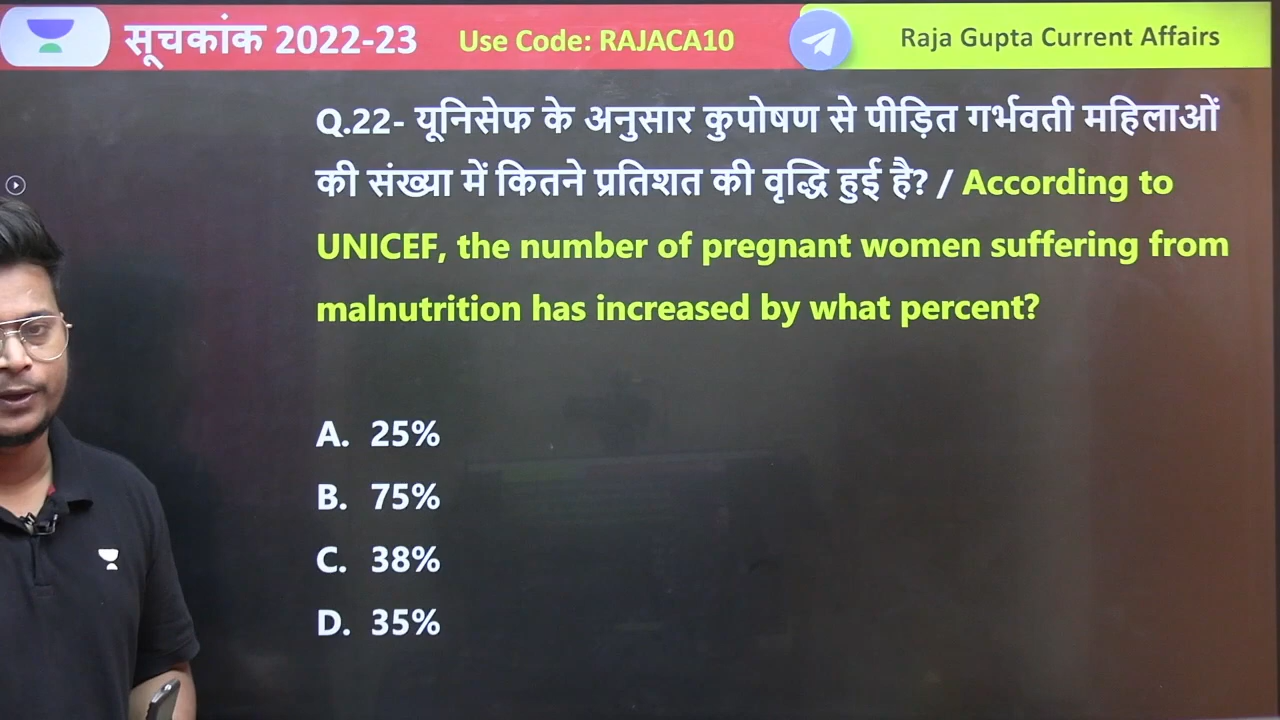 सूचकांक 2022-23 Use Code: RAJACA10 Raja Gupta Current Affairs
Q.22- यूनिसेफ के अनुसार कुपोषण से पीड़ित गर्भवती महिलाओं
की संख्या में कितने प्रतिशत की वृद्धि हुई है? / According to
UNICEF, the number of pregnant women suffering from
malnutrition has increased by what percent?
A. 25%
B. 75%
C. 38%
D. 35%